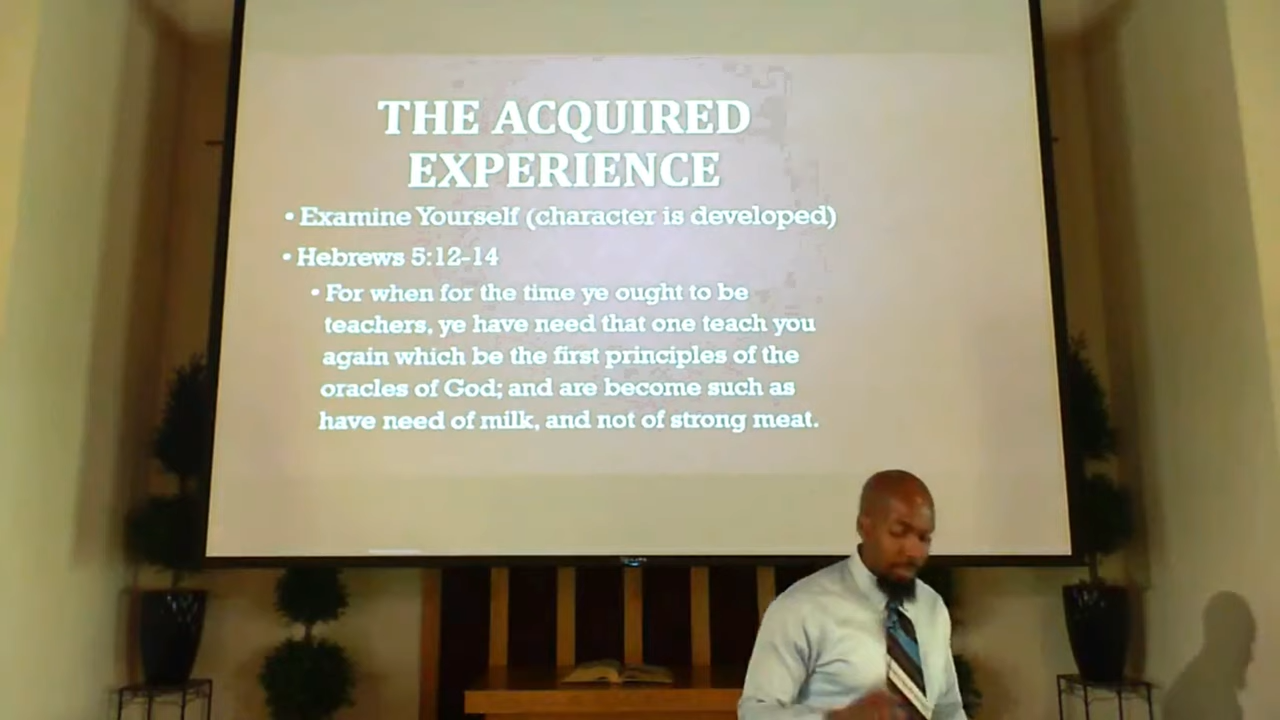 THE ACQUIRED
EXPERIENCE
• Examine Yourself (character is developed)
• Hebrews 5:12-14
• For when for the time ye ought to be
teachers, ye have need that one teach you
again which be the first principles of the
oracles of God; and are become such as
have need of milk, and not of strong meat.